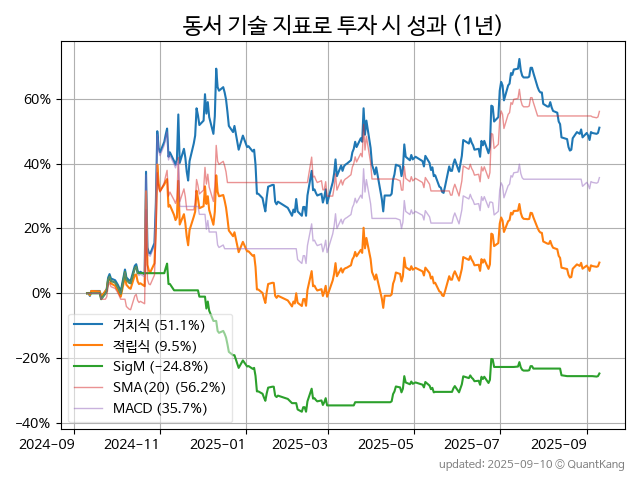 동서 기술 지표로 투자 시 성과 (1년)
60%
40%
20%
0%
−20%
−40%
거치식 (51.1%)
적립식 (9.5%)
SigM (−24.8%)
SMA(20) (56.2%)
MACD (35.7%)
2024-09
2024-11
2025-01
2025-03
2025-05
2025-07
2025-09
updated: 2025-09-10 © QuantKang